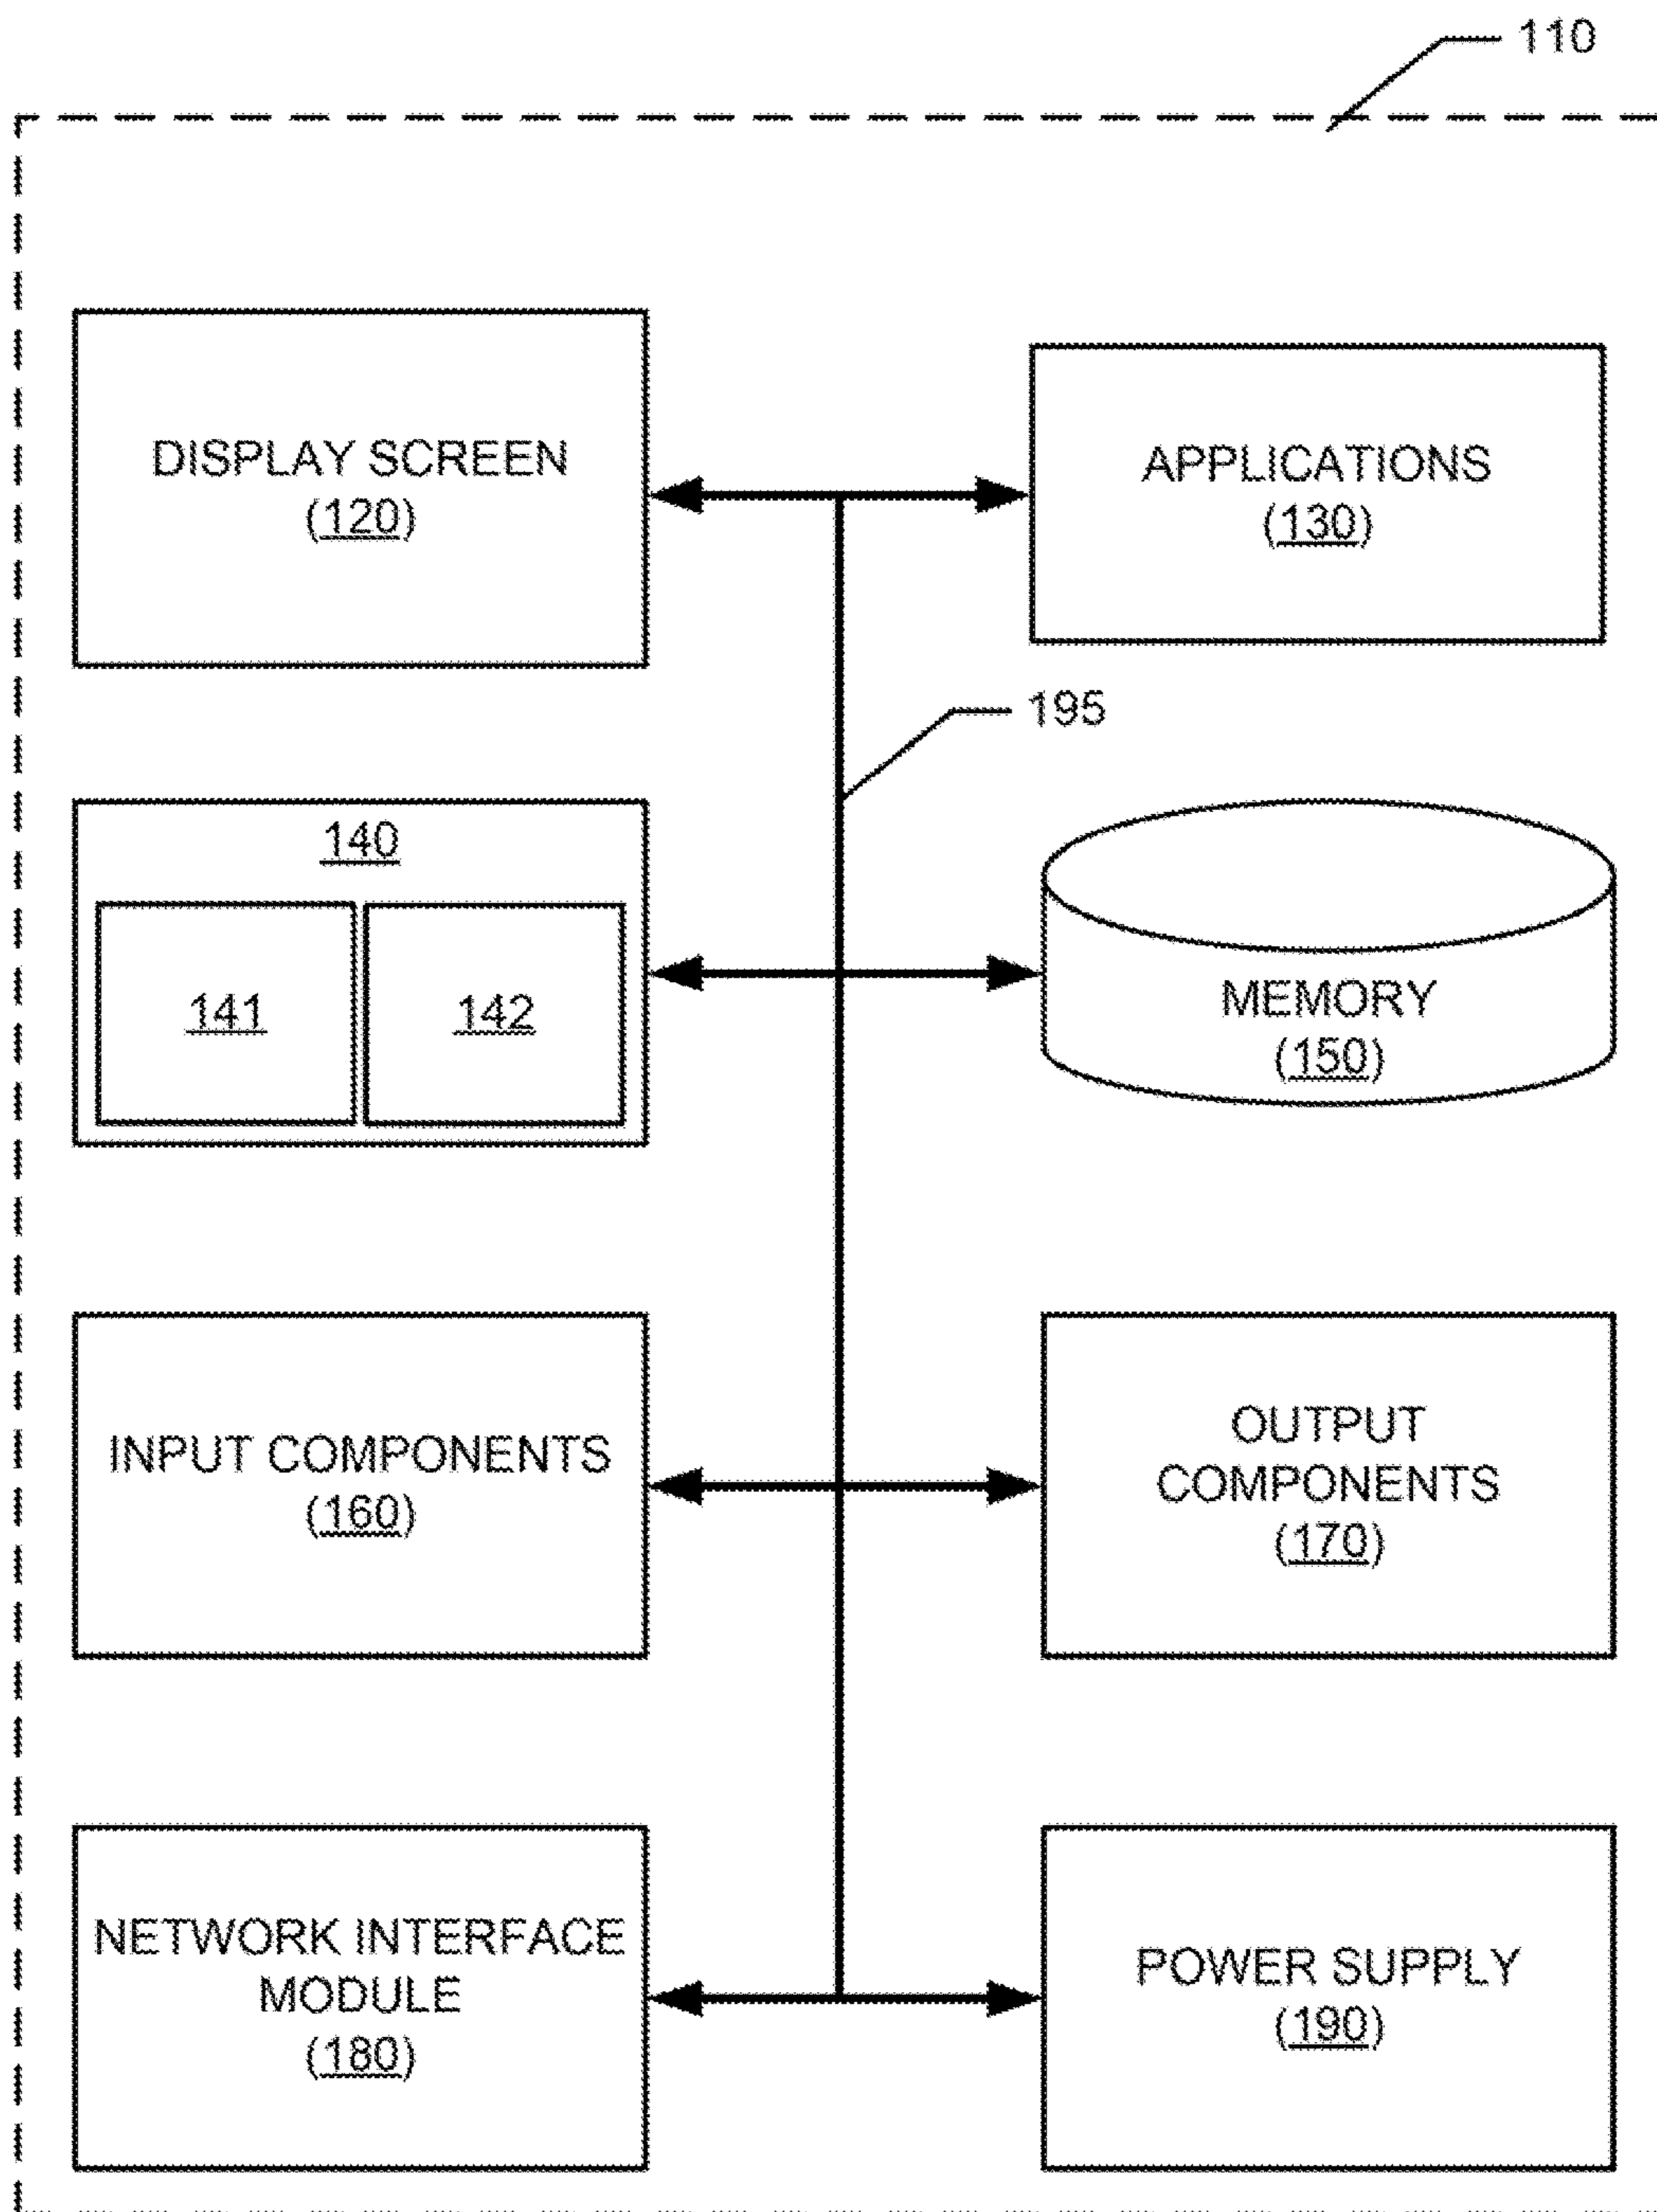 110
DISPLAY SCREEN
(120)
APPLICATIONS
(130)
195
140
141
142
MEMORY
(150)
INPUT COMPONENTS
(160)
OUTPUT
COMPONENTS
(170)
NETWORK INTERFACE
MODULE
(180)
POWER SUPPLY
(190)